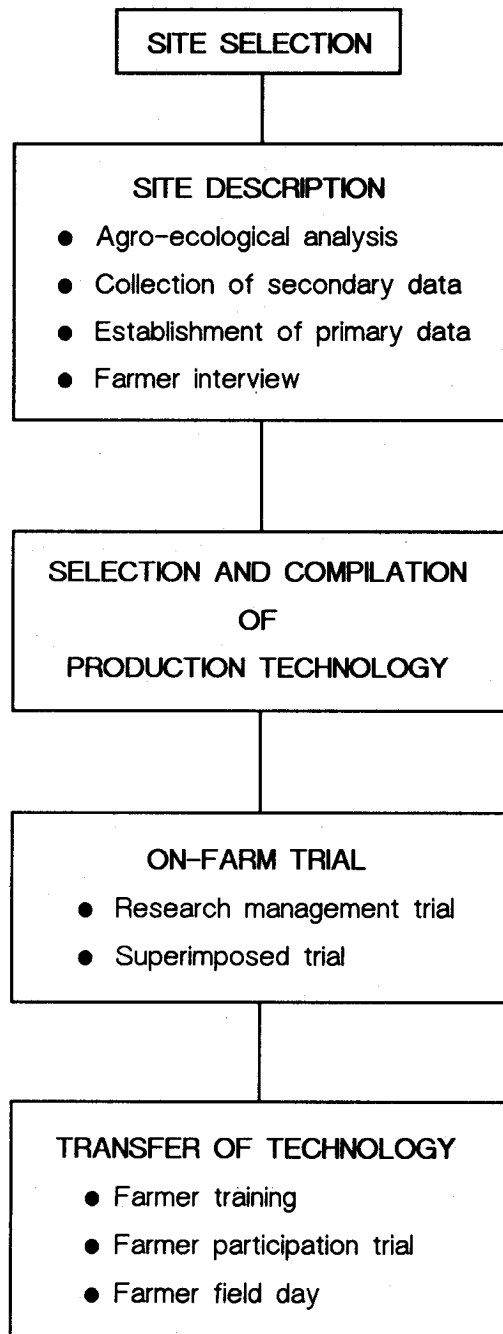 SITE SELECTION
SITE DESCRIPTION
● Agro-ecological analysis
● Collection of secondary data
● Establishment of primary data
● Farmer interview
SELECTION AND COMPILATION
OF
PRODUCTION TECHNOLOGY
ON-FARM TRIAL
● Research management trial
● Superimposed trial
TRANSFER OF TECHNOLOGY
● Farmer training
● Farmer participation trial
● Farmer field day